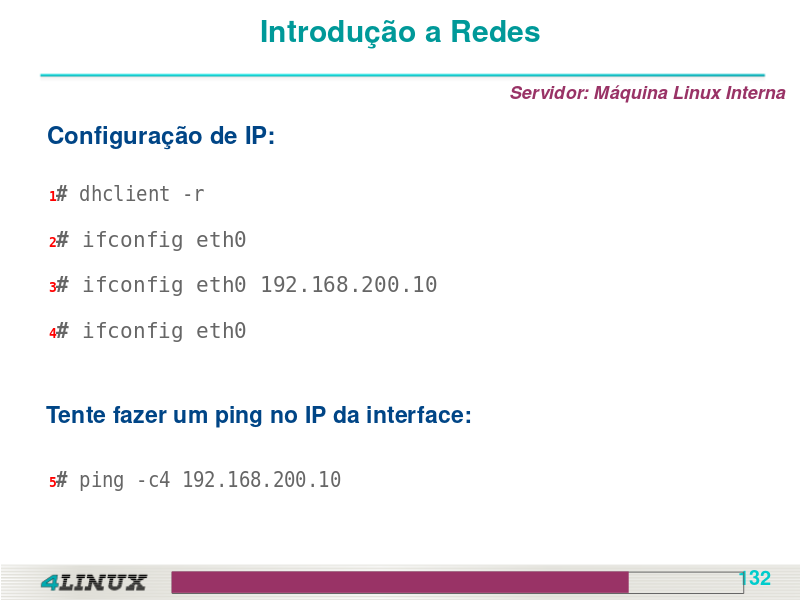 Introdução a Redes
Servidor: Máquina Linux Interna
Configuração de IP:
1# dhclient -r
2# ifconfig eth0
3# ifconfig eth0 192.168.200.10
4# ifconfig eth0
Tente fazer um ping no IP da interface:
5# ping -c4 192.168.200.10
4LINUX
132